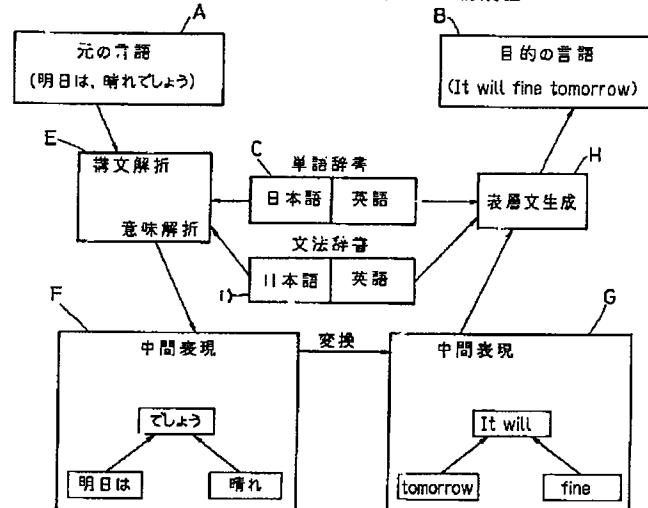 A
B
元の言語
(明日は、晴れでしょう)
目的の言語
(It will fine tomorrow)
E
構文解折
意味解折
C
単語辞書
日本語
英語
H
表層文生成
文法辞書
日本語
英語
F
中間表現
でしょう
明日は
晴れ
変換
G
中間表現
It will
tomorrow
fine